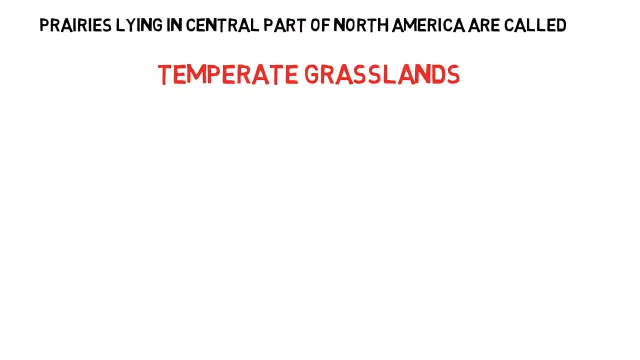 PRAIRIES LYING IN CENTRAL PART OF NORTH AMERICA ARE CALLED
TEMPERATE GRASSLANDS